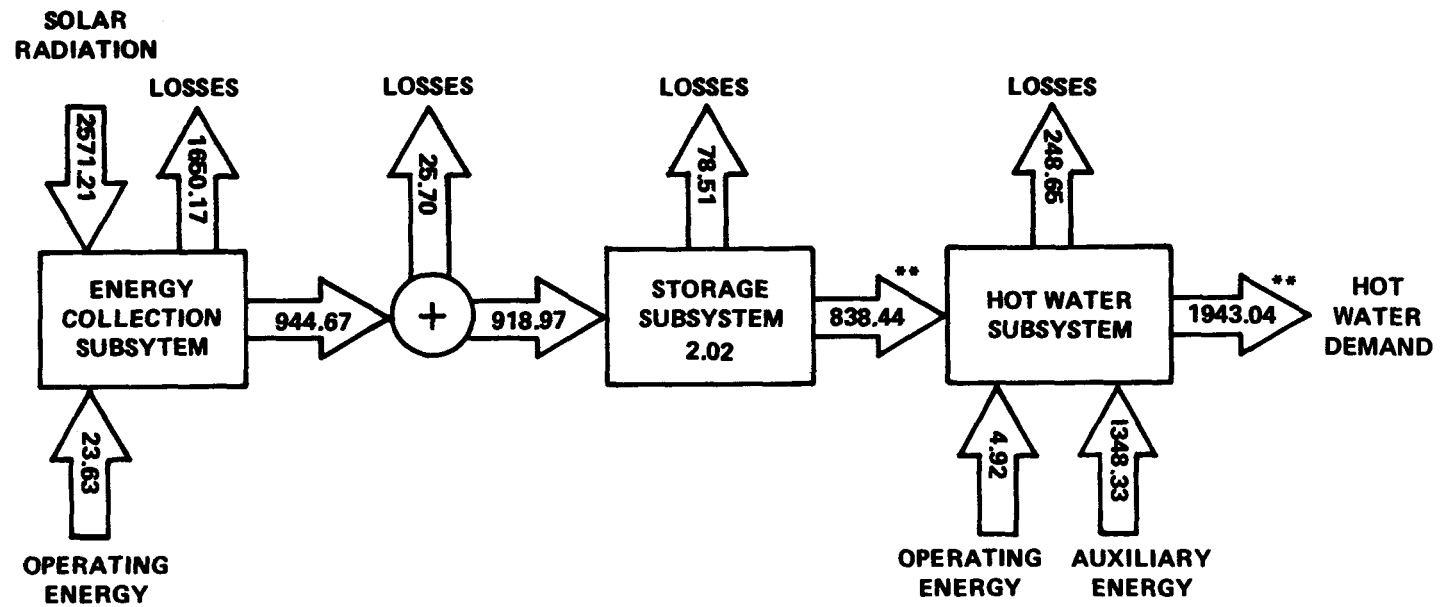 SOLAR
RADIATION
LOSSES
LOSSES
LOSSES
LOSSES
2571.21
1650.17
25.70
78.51
248.65
ENERGY
COLLECTION
SUBSYTEM
944.67
+
918.97
STORAGE
SUBSYSTEM
2.02
838.44
**
HOT WATER
SUBSYSTEM
1943.04
**
HOT
WATER
DEMAND
23.63
4.92
1348.33
OPERATING
ENERGY
OPERATING
ENERGY
AUXILIARY
ENERGY